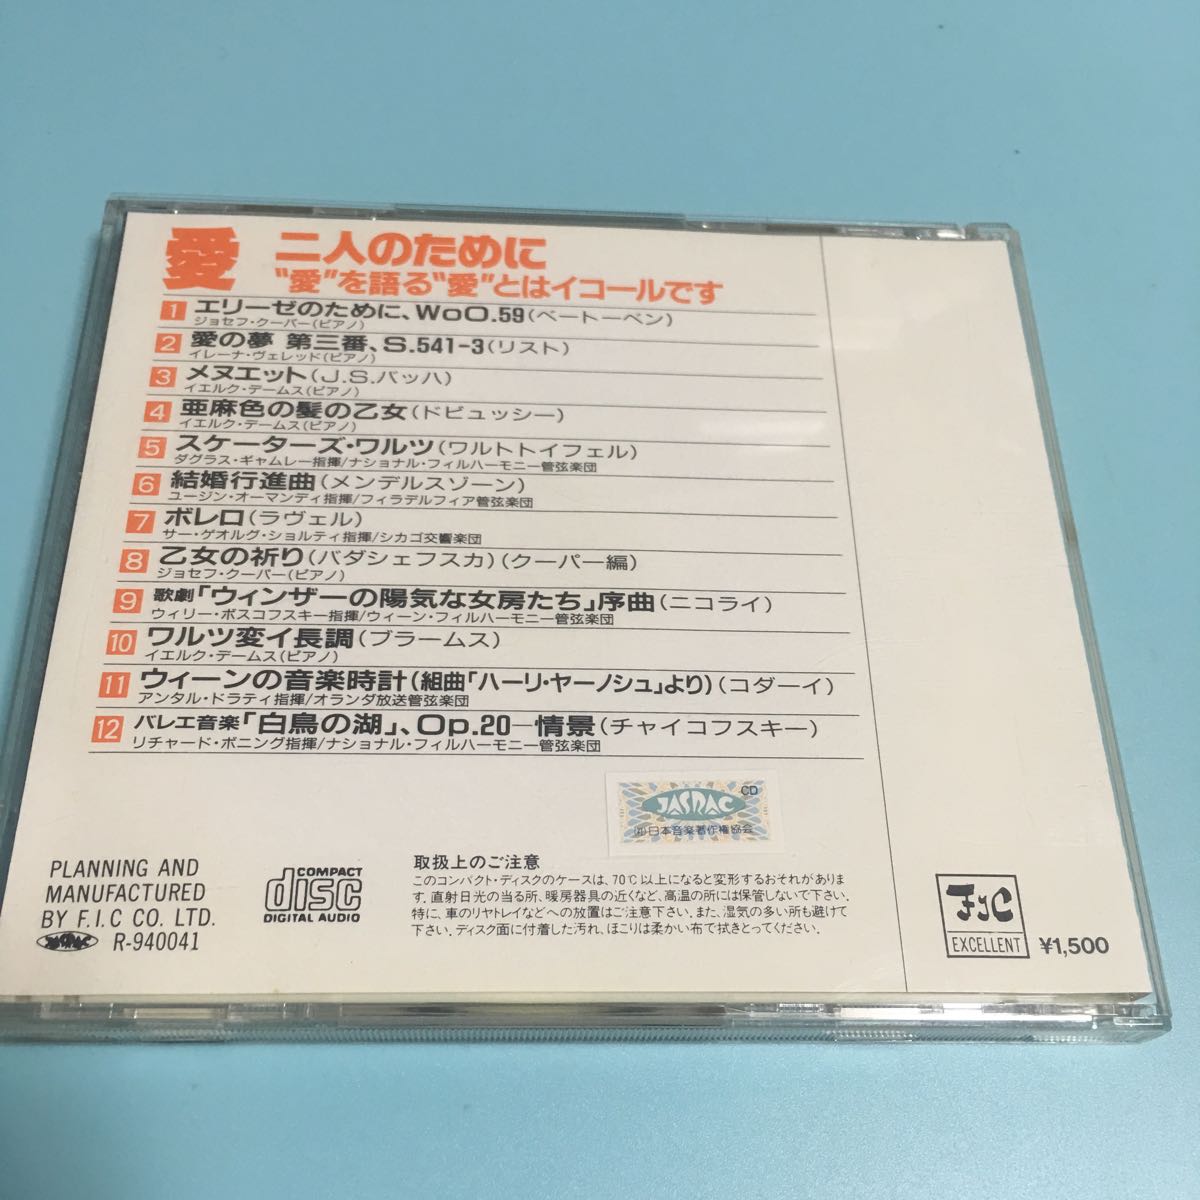 愛 二人のために
“愛”を語る“愛”とはイコールです
1 エリーゼのために、WoO.59(ベートーベン)
ジョセフ・クーパー(ピアノ)
2 愛の夢 第三番、S.541-3(リスト)
イレーナ・ヴェレッド(ピアノ)
3 メヌエット(J.S.バッハ)
イエルク・デームス(ピアノ)
4 亜麻色の髪の乙女(ドビュッシー)
イエルク・デームス(ピアノ)
5 スケーターズ・ワルツ(ワルトトイフェル)
ダグラス・ギャムレー指揮/ナショナル・フィルハーモニー管弦楽団
6 結婚行進曲(メンデルスゾーン)
ユージン・オーマンディ指揮/フィラデルフィア管弦楽団
7 ボレロ(ラヴェル)
サー・ゲオルグ・ショルティ指揮/シカゴ交響楽団
8 乙女の祈り(バダシェフスカ)(クーパー編)
ジョセフ・クーパー(ピアノ)
9 歌劇「ウィンザーの陽気な女房たち」序曲(ニコライ)
ウィリー・ボスコフスキー指揮/ウィーン・フィルハーモニー管弦楽団
10 ワルツ変イ長調(ブラームス)
イエルク・デームス(ピアノ)
11 ウィーンの音楽時計(組曲「ハーリ・ヤーノシュ」より)(コダーイ)
アンタル・ドラティ指揮/オランダ放送管弦楽団
12 バレエ音楽「白鳥の湖」、Op.20—情景(チャイコフスキー)
リチャード・ボニング指揮/ナショナル・フィルハーモニー管弦楽団
CD
JASRAC
(社)日本音楽著作権協会
PLANNING AND
MANUFACTURED
BY F.I.C CO. LTD.
JASRAC R-940041
COMPACT
disc
DIGITAL AUDIO
取扱上のご注意
このコンパクト・ディスクのケースは、70℃以上になると変形するおそれがありま
す。直射日光の当る所、暖房器具の近くなど、高温の所には保管しないで下さい。
特に、車のリヤトレイなどへの放置はご注意下さい。また、湿気の多い所も避けて
下さい。ディスク面に付着した汚れ、ほこりは柔かい布で拭きとってください。
FIC
EXCELLENT
¥1,500